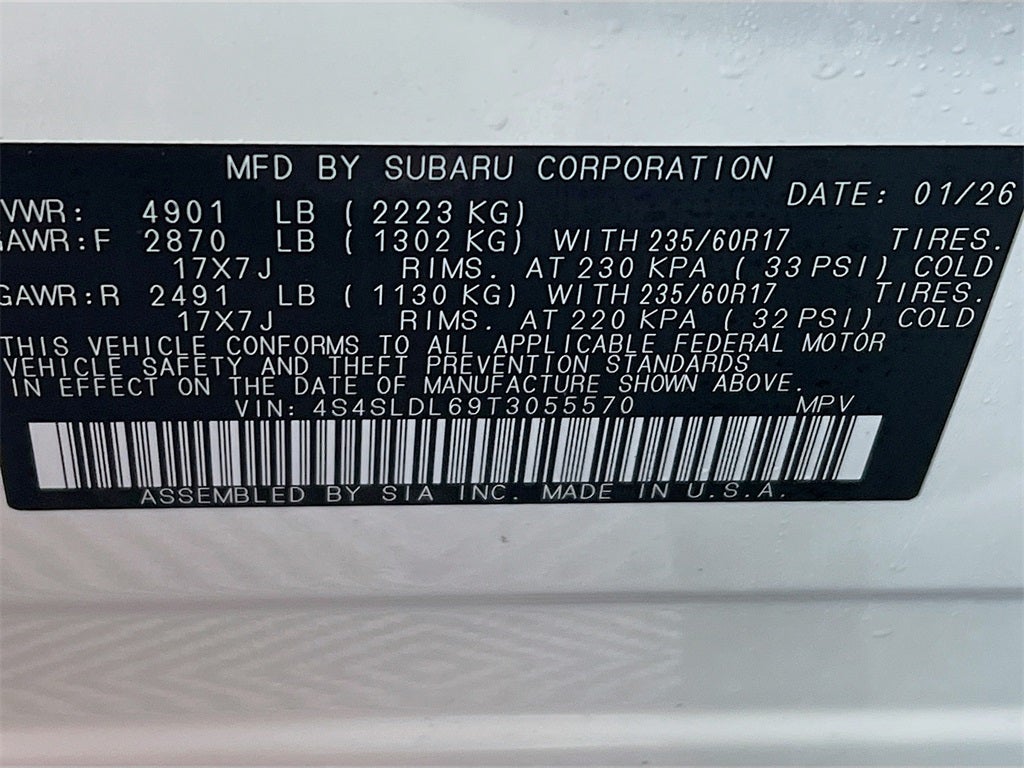 MFD BY SUBARU CORPORATION
DATE: 01/26
VWR: 4901 LB ( 2223 KG)
GAWR:F 2870 LB ( 1302 KG) WITH 235/60R17 TIRES.
17X7J RIMS. AT 230 KPA ( 33 PSI) COLD
GAWR:R 2491 LB ( 1130 KG) WITH 235/60R17 TIRES.
17X7J RIMS. AT 220 KPA ( 32 PSI) COLD
THIS VEHICLE CONFORMS TO ALL APPLICABLE FEDERAL MOTOR
VEHICLE SAFETY AND THEFT PREVENTION STANDARDS
IN EFFECT ON THE DATE OF MANUFACTURE SHOWN ABOVE.
VIN: 4S4SLDL69T3055570 MPV
ASSEMBLED BY SIA INC. MADE IN U.S.A.